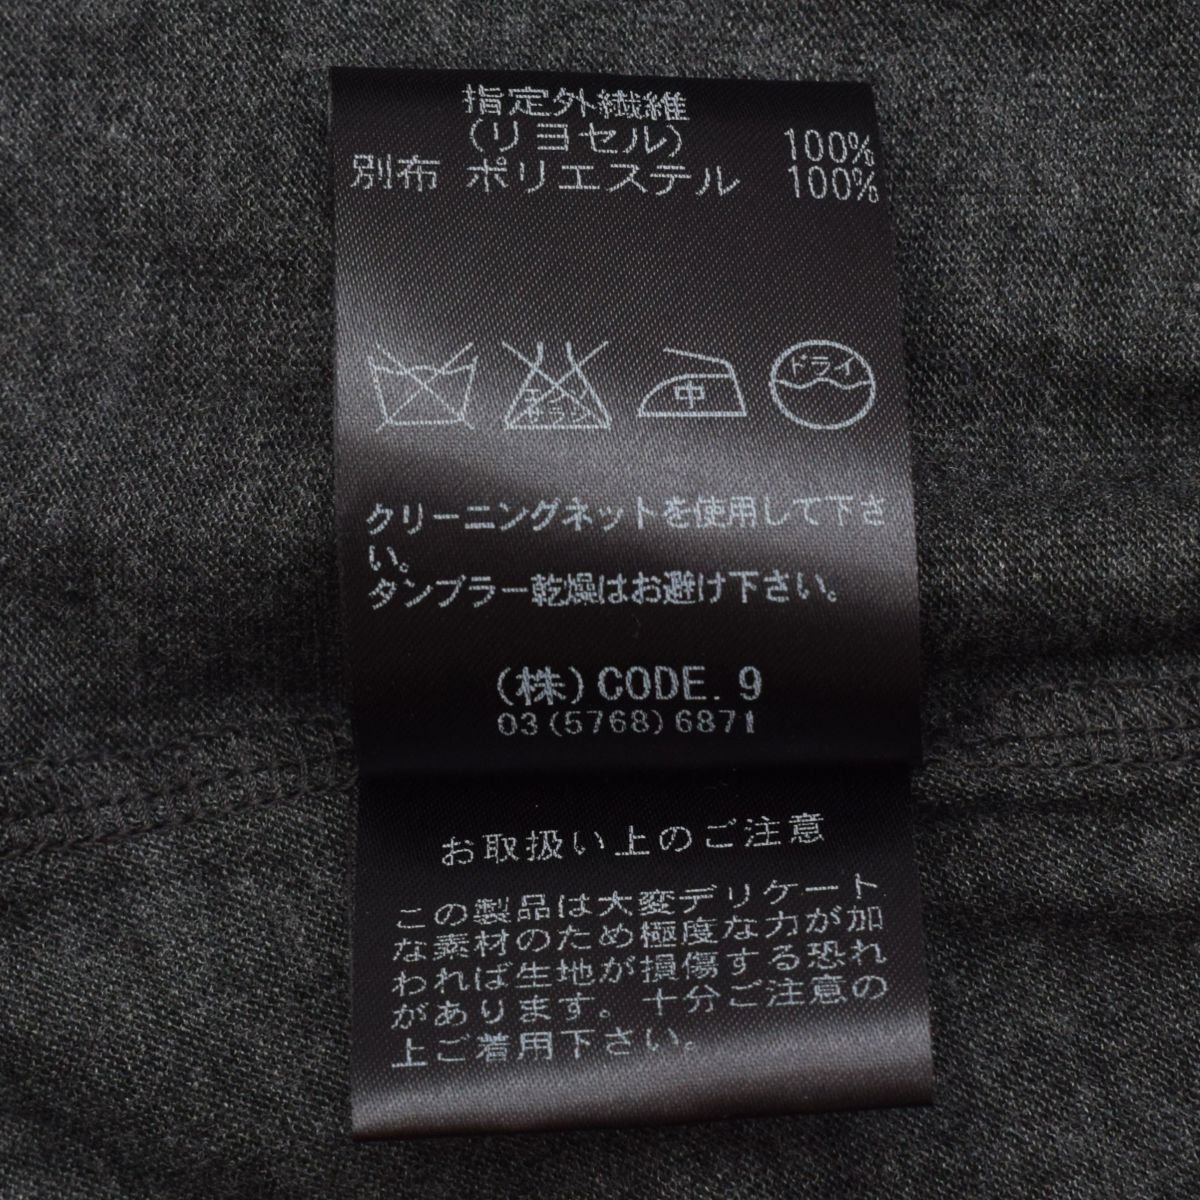 指定外繊維
(リヨセル) 100%
別布 ポリエステル 100%
エンソ
サラシ
中
ドライ
クリーニングネットを使用して下さ
い。
タンブラー乾燥はお避け下さい。
(株)CODE.9
03(5768)6871
お取扱い上のご注意
この製品は大変デリケート
な素材のため極度な力が加
われば生地が損傷する恐れ
があります。十分ご注意の
上ご着用下さい。